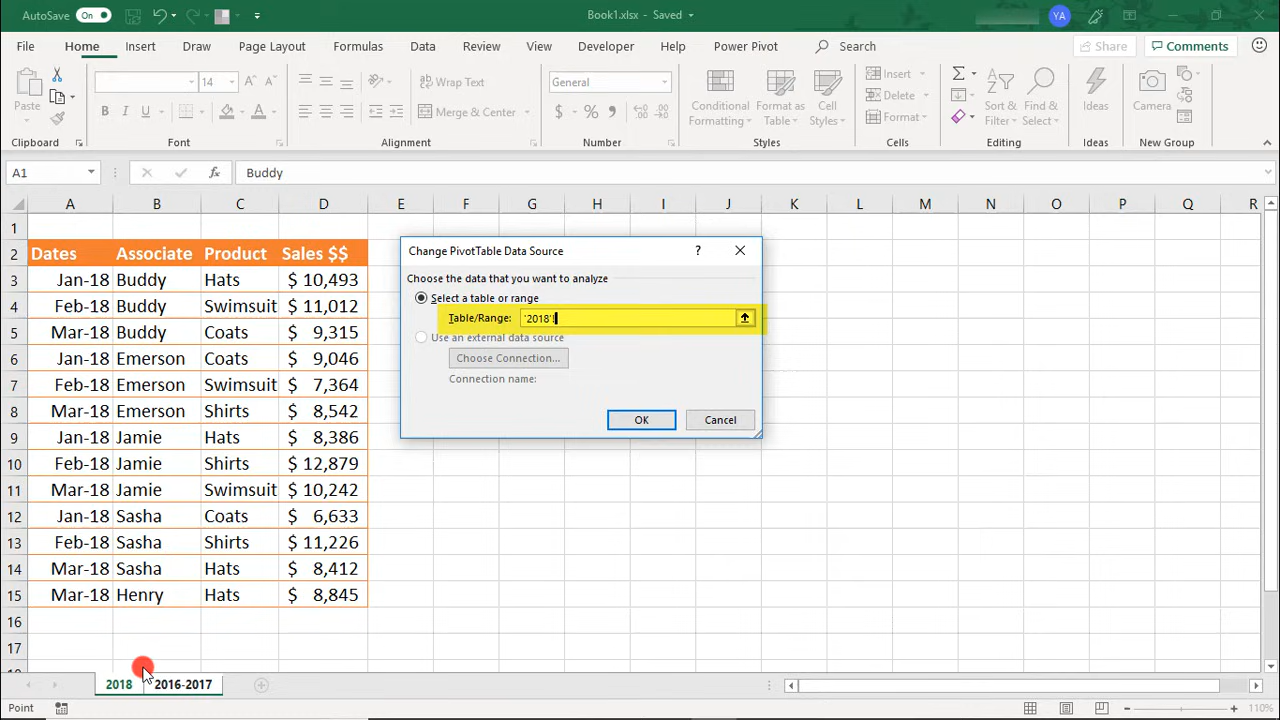 AutoSave On Book1.xlsx - Saved YA
File Home Insert Draw Page Layout Formulas Data Review View Developer Help Power Pivot Search Share Comments
Paste 14 Wrap Text General Conditional Formatting Format as Table Cell Styles Insert Sort & Filter Find & Select Ideas Camera
B I U Merge & Center $ % Delete
Format
Clipboard Font Alignment Number Styles Cells Editing Ideas New Group
A1 fx Buddy
A B C D E F G H I J K L M N O P Q R
1
2 Dates Associate Product Sales $$
3 Jan-18 Buddy Hats $ 10,493
4 Feb-18 Buddy Swimsuit $ 11,012
5 Mar-18 Buddy Coats $ 9,315
6 Jan-18 Emerson Coats $ 9,046
7 Feb-18 Emerson Swimsuit $ 7,364
8 Mar-18 Emerson Shirts $ 8,542
9 Jan-18 Jamie Hats $ 8,386
10 Feb-18 Jamie Shirts $ 12,879
11 Mar-18 Jamie Swimsuit $ 10,242
12 Jan-18 Sasha Coats $ 6,633
13 Feb-18 Sasha Shirts $ 11,226
14 Mar-18 Sasha Hats $ 8,412
15 Mar-18 Henry Hats $ 8,845
16
17
Change PivotTable Data Source ?
Choose the data that you want to analyze
Select a table or range
Table/Range: '2018'!
Use an external data source
Choose Connection...
Connection name:
OK Cancel
2018 2016-2017
Point 110%